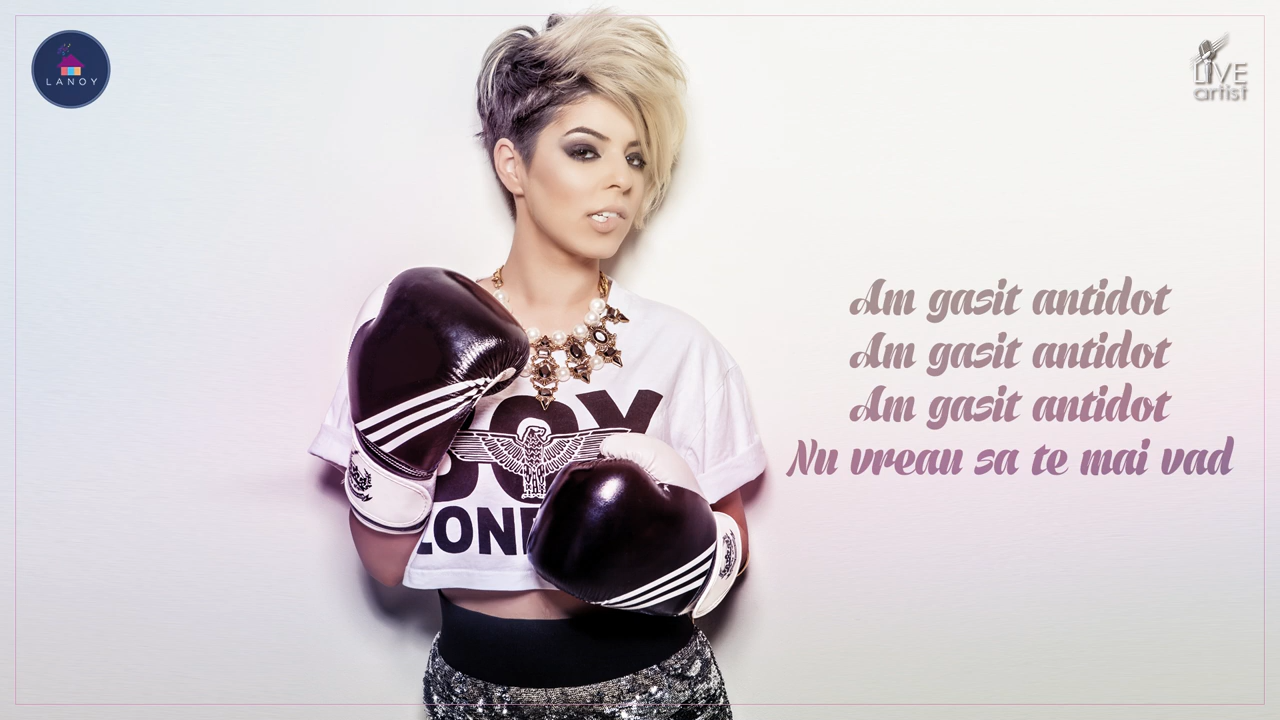 LANOY
LIVE
artist
BOY
LOND
Am gasit antidot
Am gasit antidot
Am gasit antidot
Nu vreau sa te mai vad